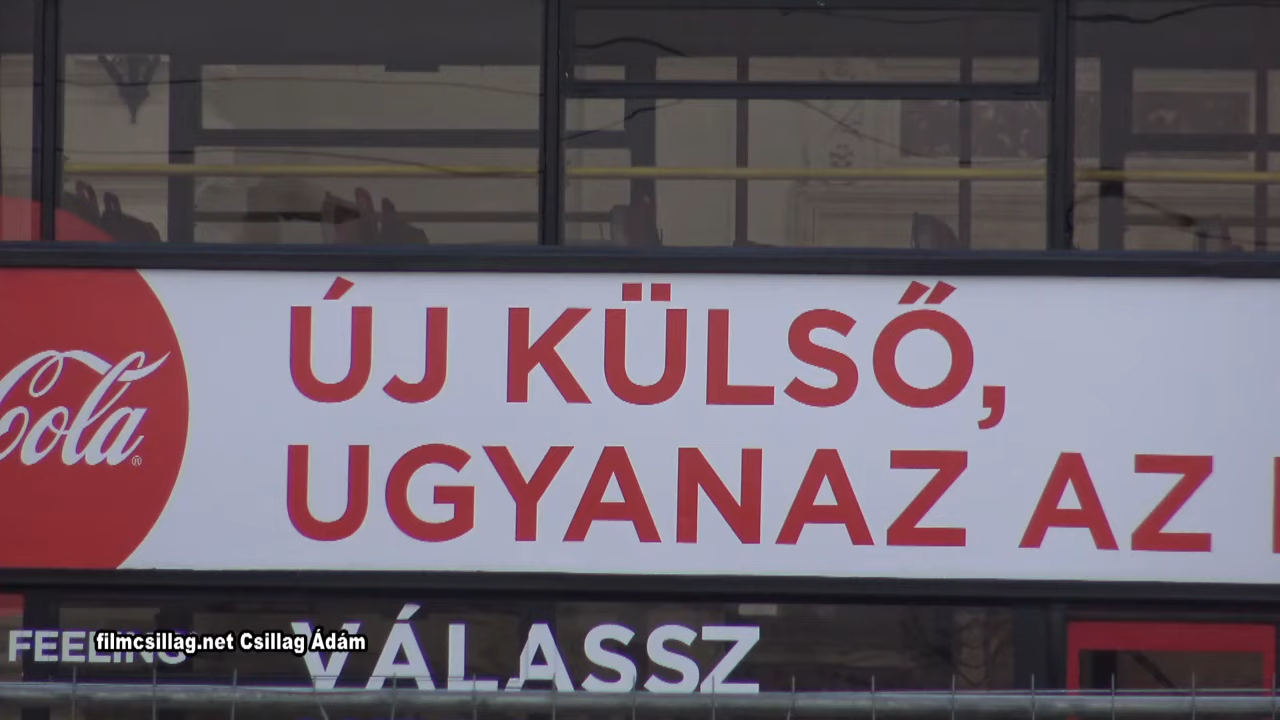 Cola®
ÚJ KÜLSŐ,
UGYANAZ AZ
FEELING
filmcsillag.net Csillag Ádám
VÁLASSZ